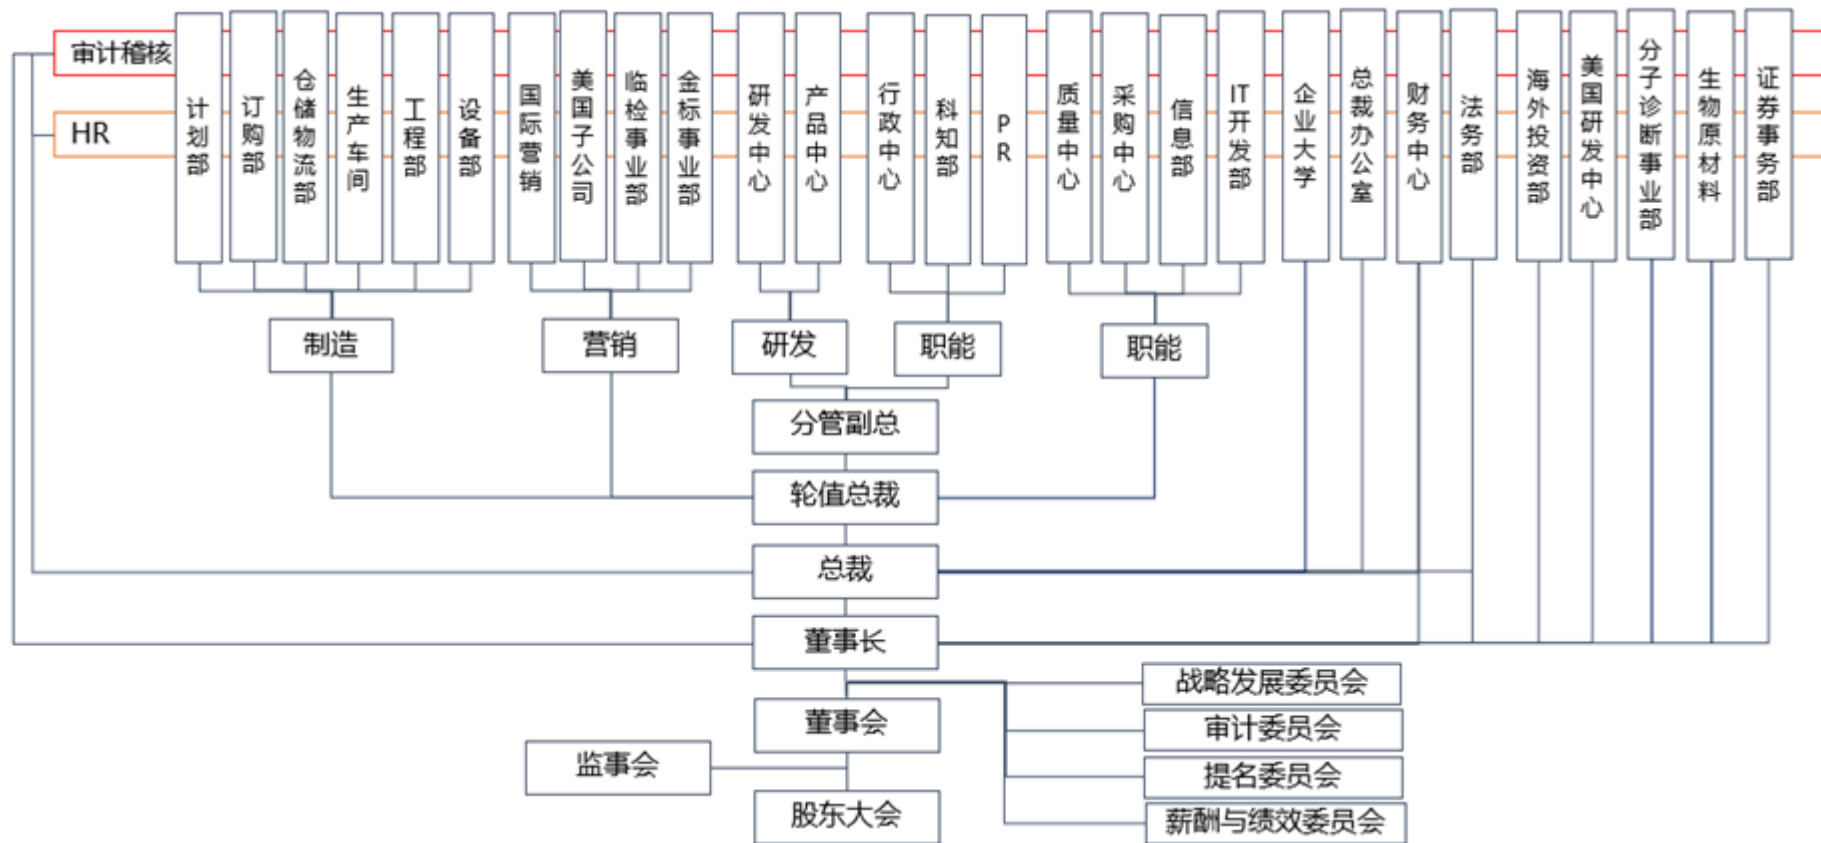 审计稽核
HR
计划部
订购部
仓储物流部
生产车间
工程部
设备部
国际营销
美国子公司
临检事业部
金标事业部
研发中心
产品中心
行政中心
科知部
PR
质量中心
采购中心
信息部
IT开发部
企业大学
总裁办公室
财务中心
法务部
海外投资部
美国研发中心
分子诊断事业部
生物原材料
证券事务部
制造
营销
研发
职能
职能
分管副总
轮值总裁
总裁
董事长
战略发展委员会
董事会
审计委员会
监事会
提名委员会
股东大会
薪酬与绩效委员会